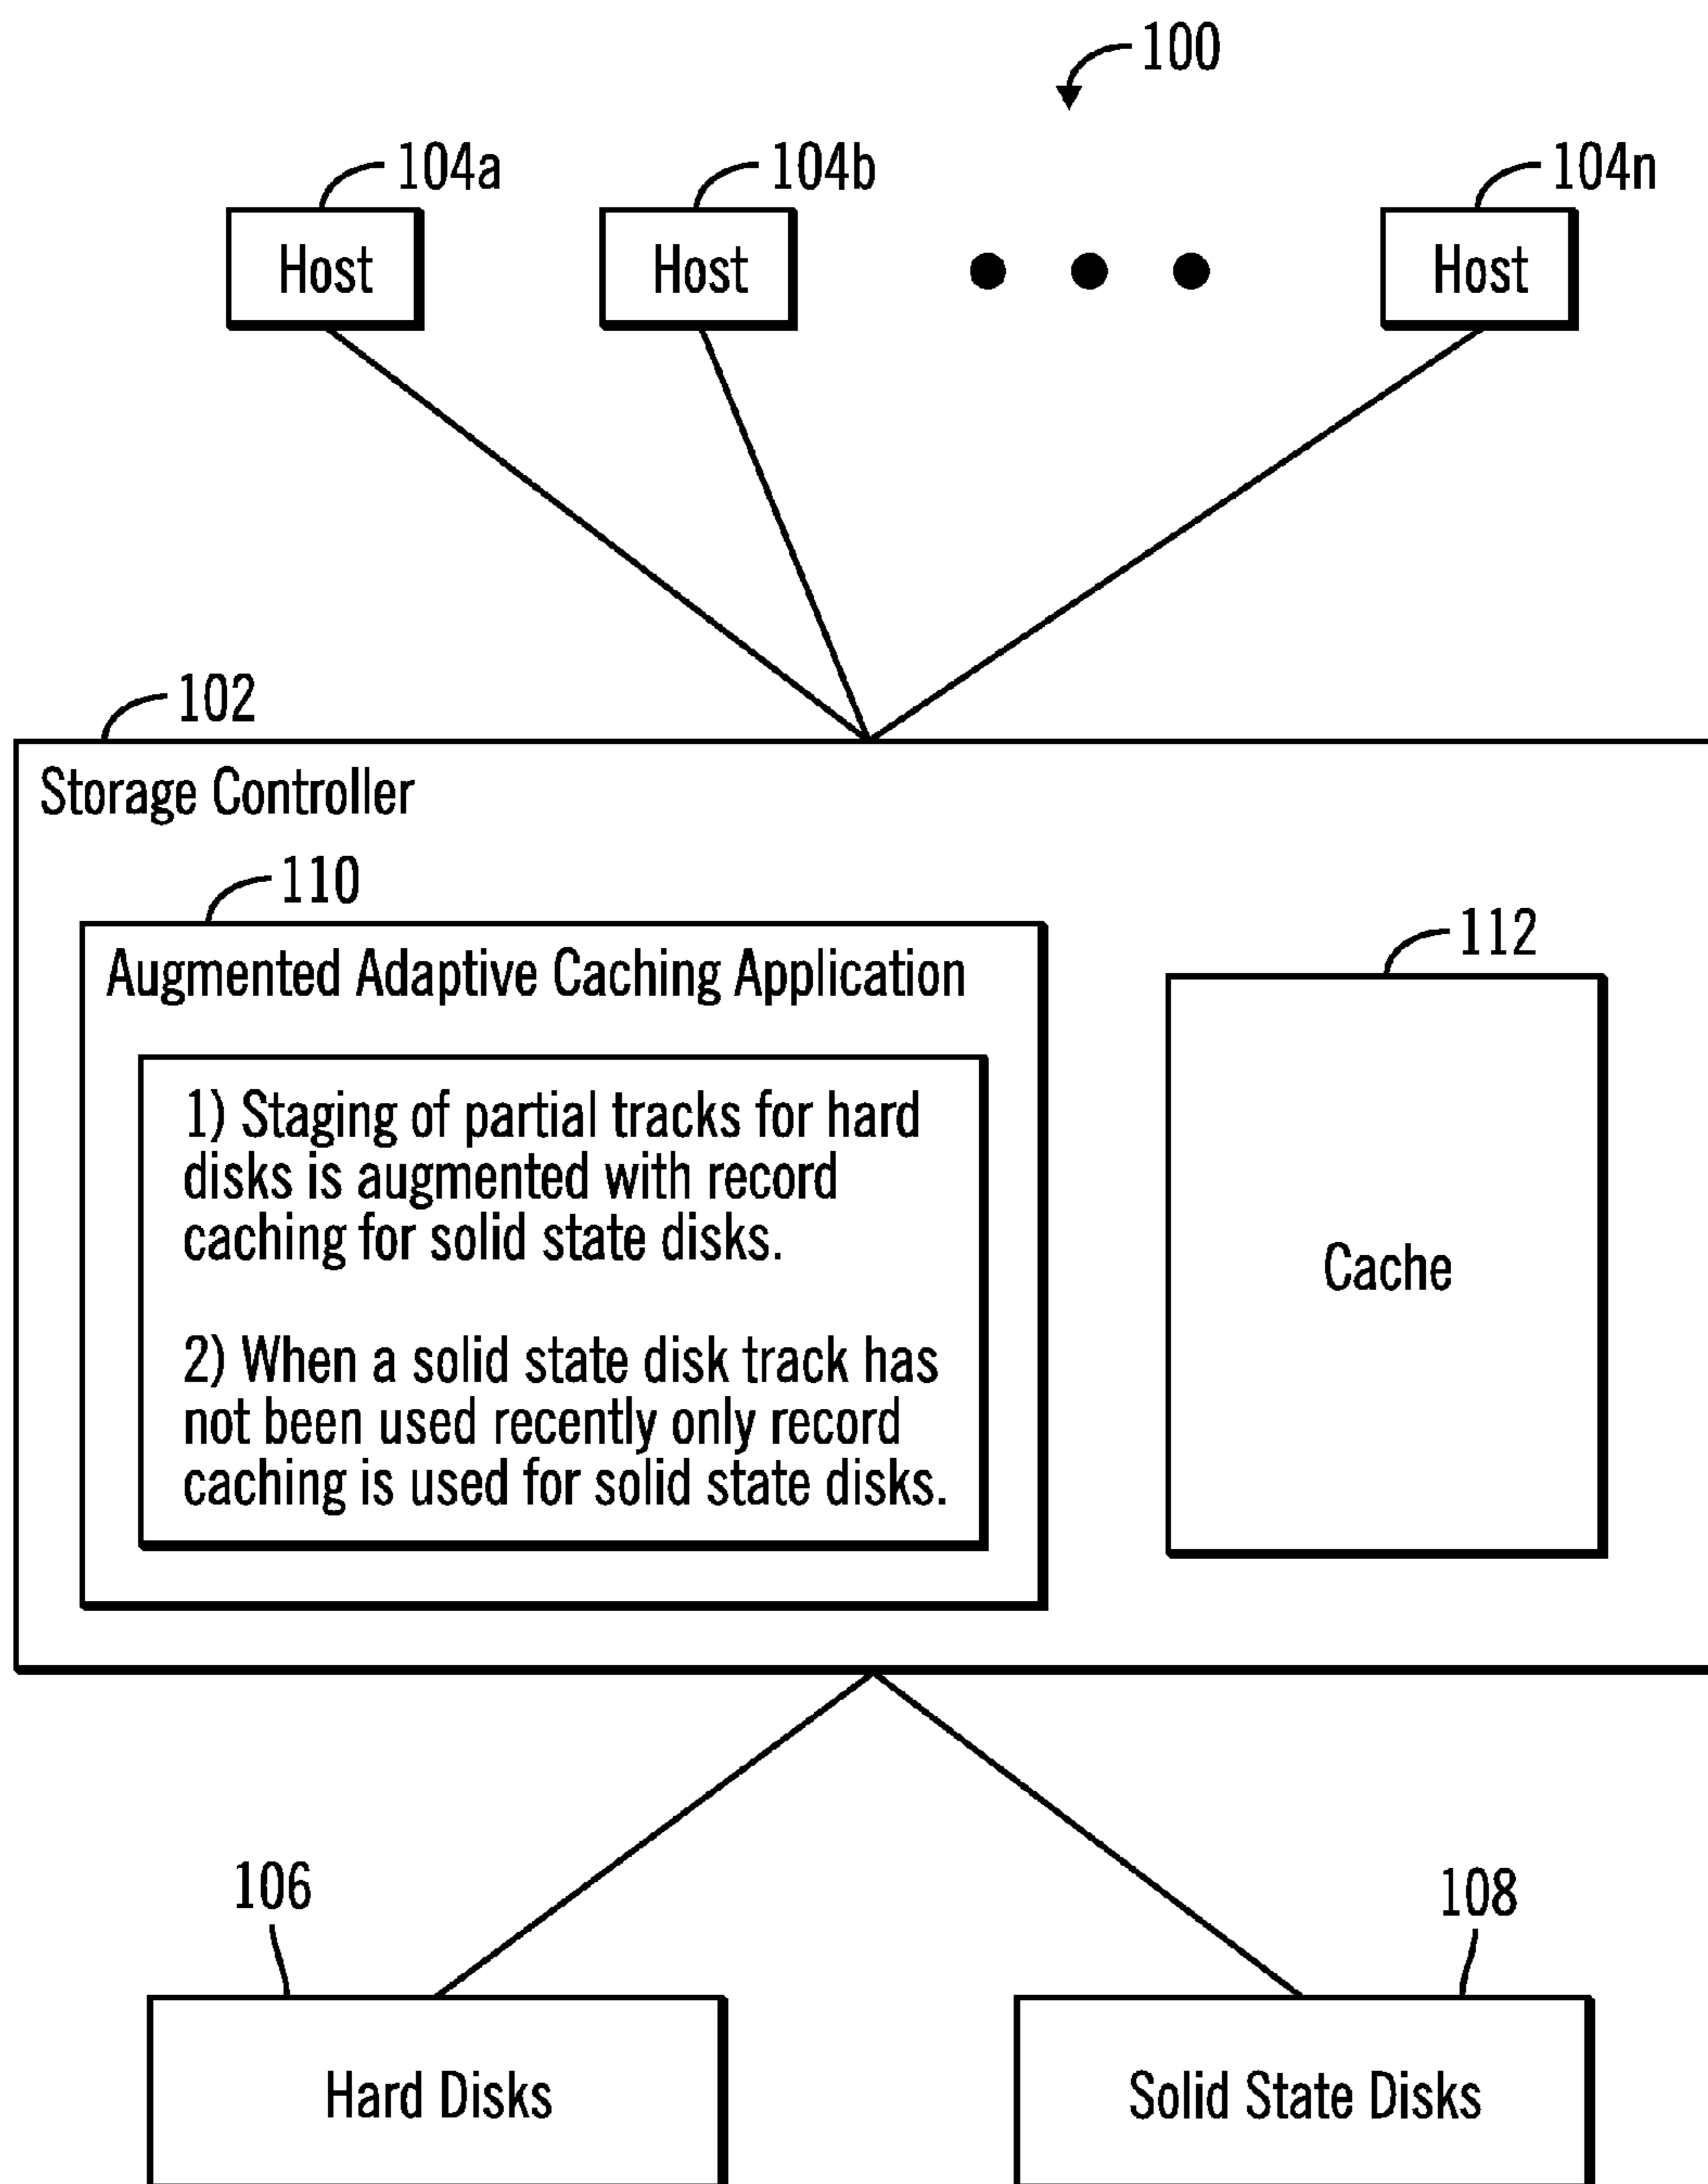 100
104a
104b
104n
Host
Host
Host
102
Storage Controller
110
Augmented Adaptive Caching Application
112
1) Staging of partial tracks for hard
disks is augmented with record
caching for solid state disks.
2) When a solid state disk track has
not been used recently only record
caching is used for solid state disks.
Cache
106
108
Hard Disks
Solid State Disks